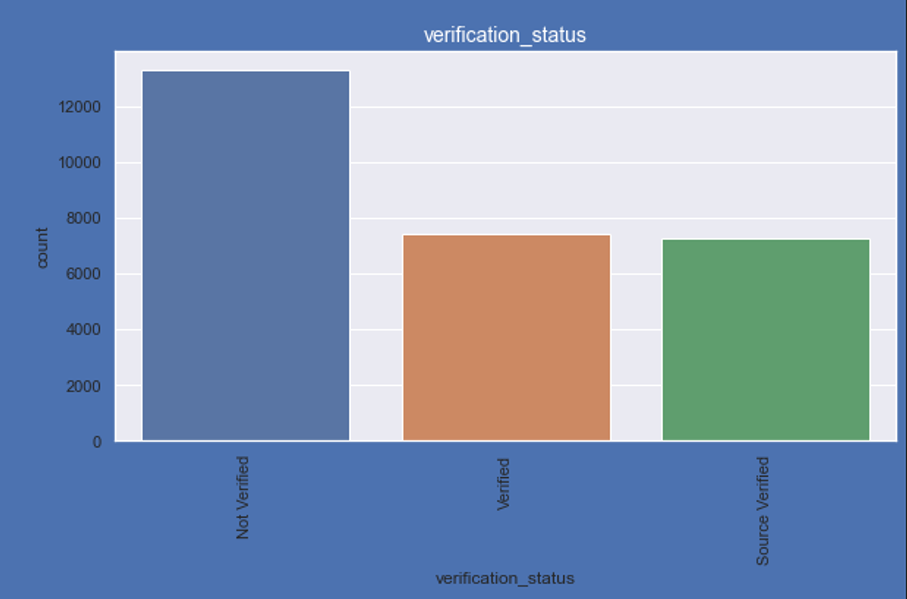 verification_status
12000
10000
8000
6000
4000
2000
0
count
Not Verified
Verified
Source Verified
verification_status